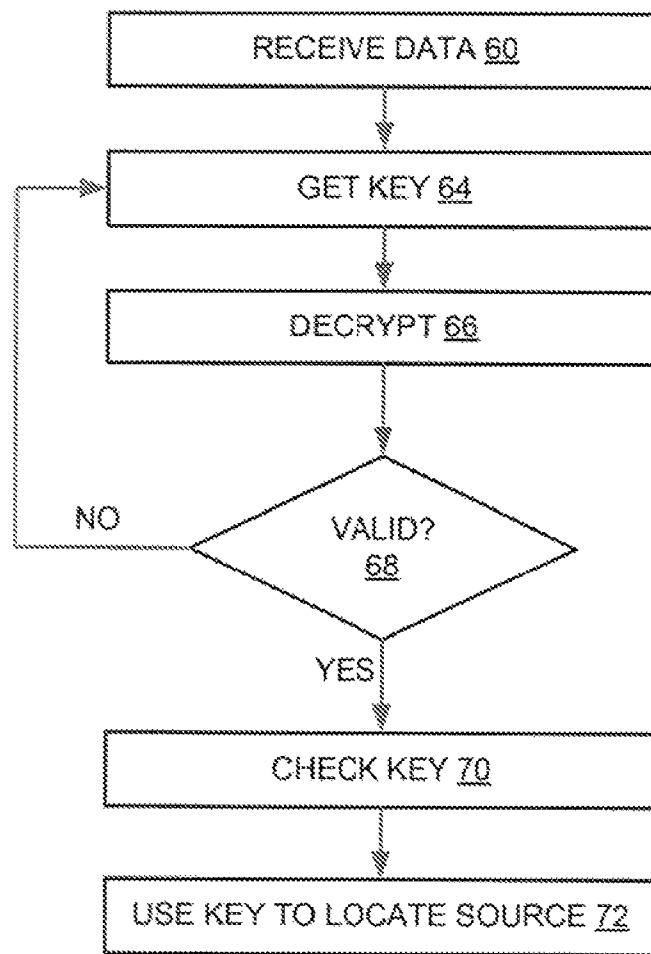 RECEIVE DATA 60
GET KEY 64
DECRYPT 66
VALID?
68
NO
YES
CHECK KEY 70
USE KEY TO LOCATE SOURCE 72